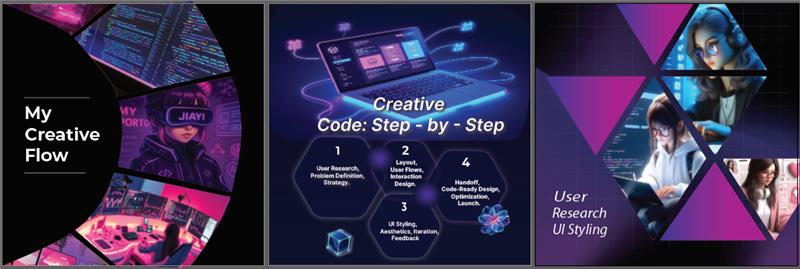 My
Creative
Flow
MY
JIAYI
Creative
Code: Step - by - Step
1
User Research,
Problem Definition,
Strategy.
2
Layout,
User Flows,
Interaction
Design.
3
UI Styling,
Aesthetics, Iteration,
Feedback
4
Handoff,
Code-Ready Design,
Optimization,
Launch.
User
Research
UI Styling